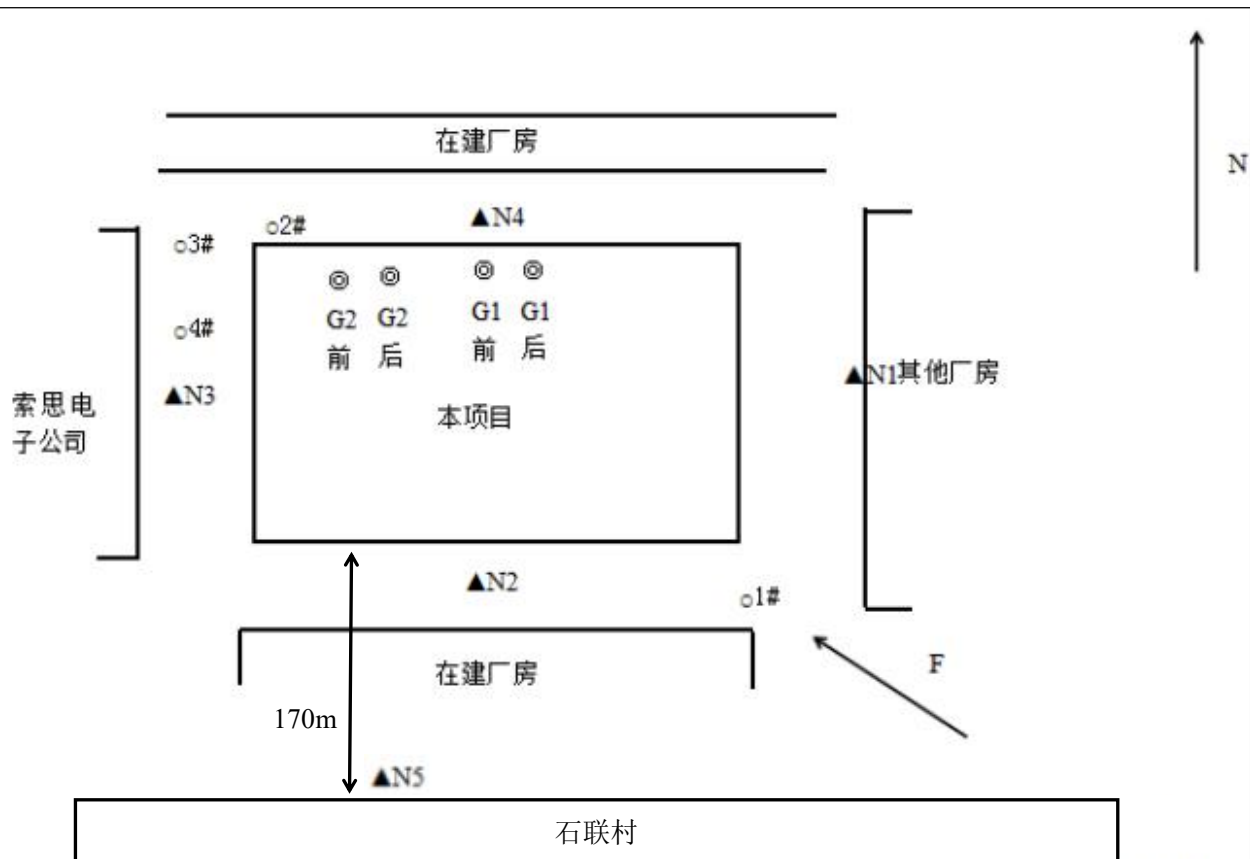 在建厂房
N
▲N4
○2#
○3#
◎ ◎ ◎ ◎
G2 G2 G1 G1
前 后 前 后
○4#
▲N1其他厂房
▲N3
索思电
子公司
本项目
▲N2
○1#
F
在建厂房
170m
▲N5
石联村